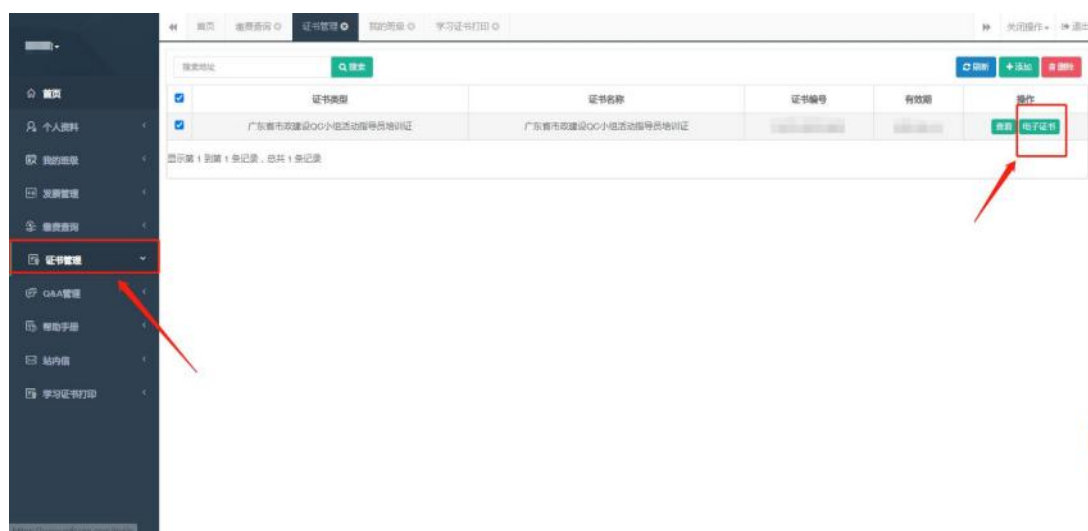 首页 缴费查询 证书管理 我的班级 学习证书打印 关闭操作 退出
搜索地址 搜索 刷新 +添加 删除
首页
个人资料
我的班级
发票管理
缴费查询
证书管理
Q&A管理
帮助手册
站内信
学习证书打印
证书类型 证书名称 证书编号 有效期 操作
广东省市政建设QC小组活动指导员培训证 广东省市政建设QC小组活动指导员培训证 查看 电子证书
显示第 1 到第 1 条记录，总共 1 条记录